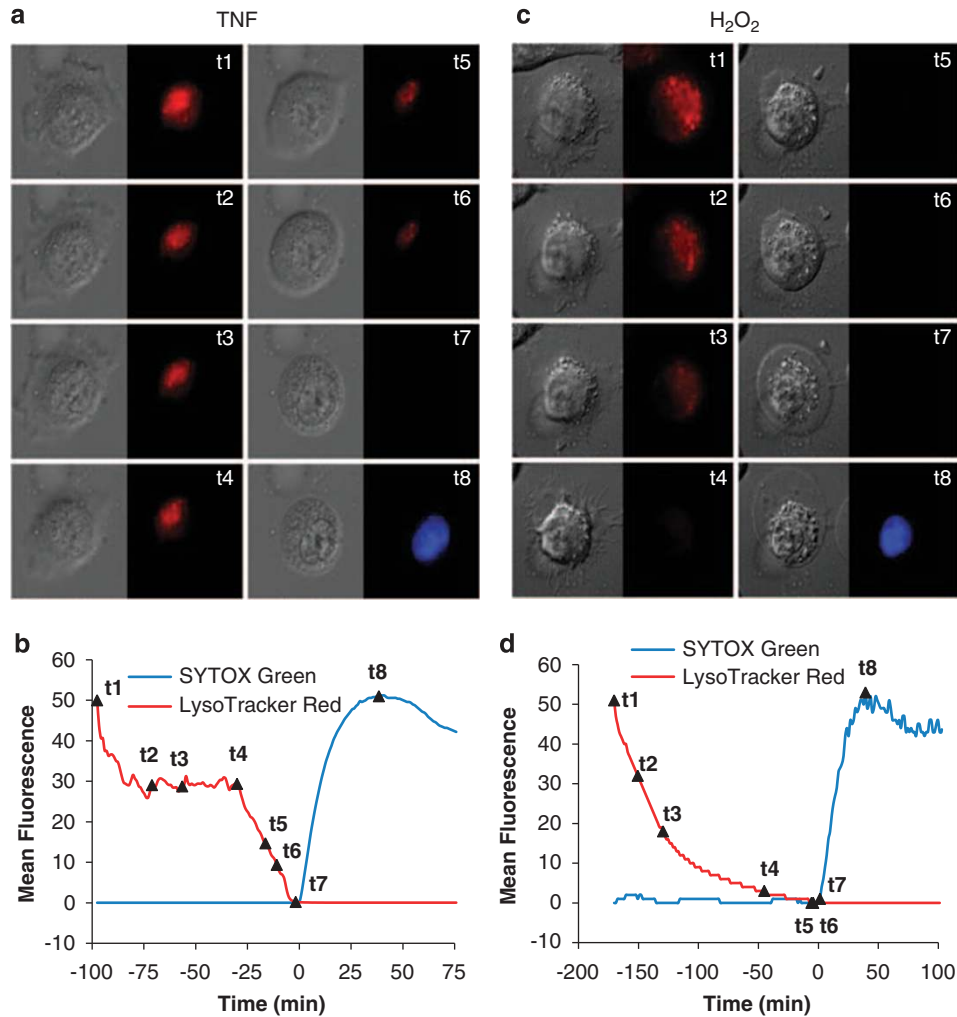 a
TNF
t1
t5
t2
t6
t3
t7
t4
t8
c
H₂O₂
t1
t5
t2
t6
t3
t7
t4
t8
b
SYTOX Green
LysoTracker Red
Mean Fluorescence
60
50
40
30
20
10
0
-10
t1
t2
t3
t4
t5
t6
t7
t8
-100
-75
-50
-25
0
25
50
75
Time (min)
d
SYTOX Green
LysoTracker Red
Mean Fluorescence
60
50
40
30
20
10
0
-10
t1
t2
t3
t4
t5
t6
t7
t8
-200
-150
-100
-50
0
50
100
Time (min)